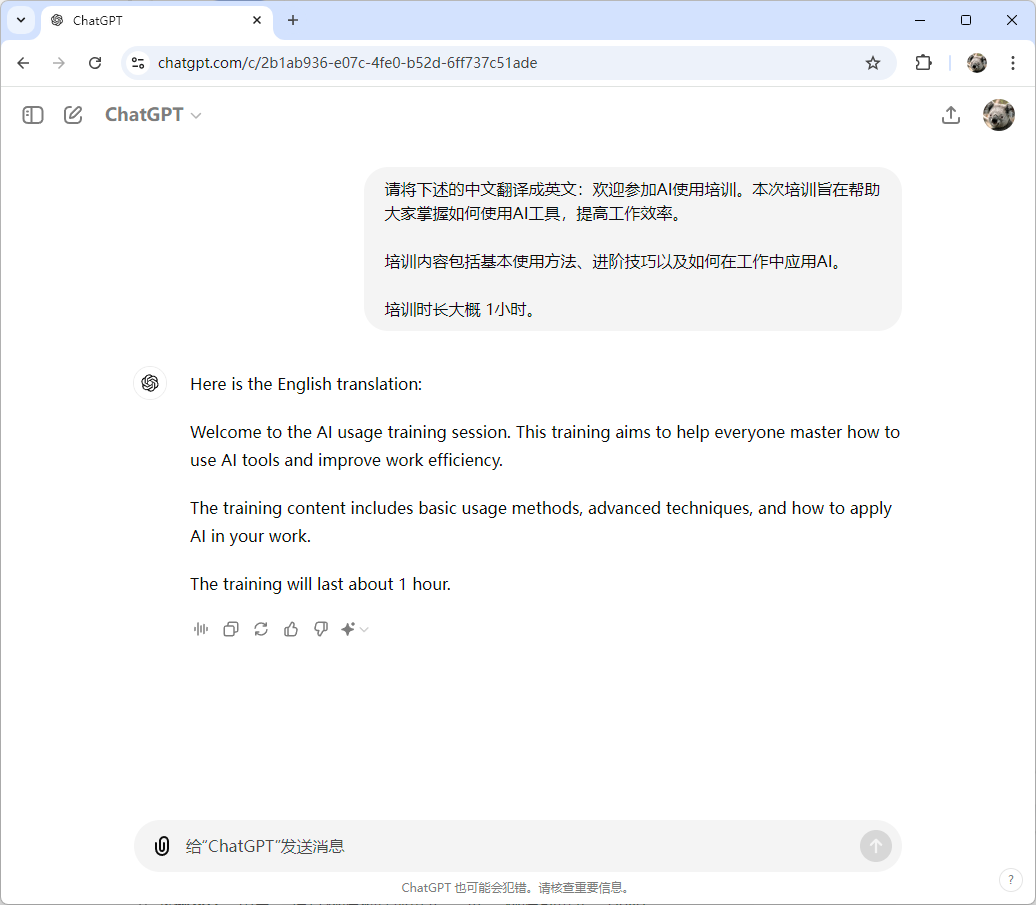 ChatGPT
chatgpt.com/c/2b1ab936-e07c-4fe0-b52d-6ff737c51ade
ChatGPT
请将下述的中文翻译成英文：欢迎参加AI使用培训。本次培训旨在帮助
大家掌握如何使用AI工具，提高工作效率。
培训内容包括基本使用方法、进阶技巧以及如何在工作中应用AI。
培训时长大概 1小时。
Here is the English translation:
Welcome to the AI usage training session. This training aims to help everyone master how to
use AI tools and improve work efficiency.
The training content includes basic usage methods, advanced techniques, and how to apply
AI in your work.
The training will last about 1 hour.
给“ChatGPT”发送消息
ChatGPT 也可能会犯错。请核查重要信息。
?